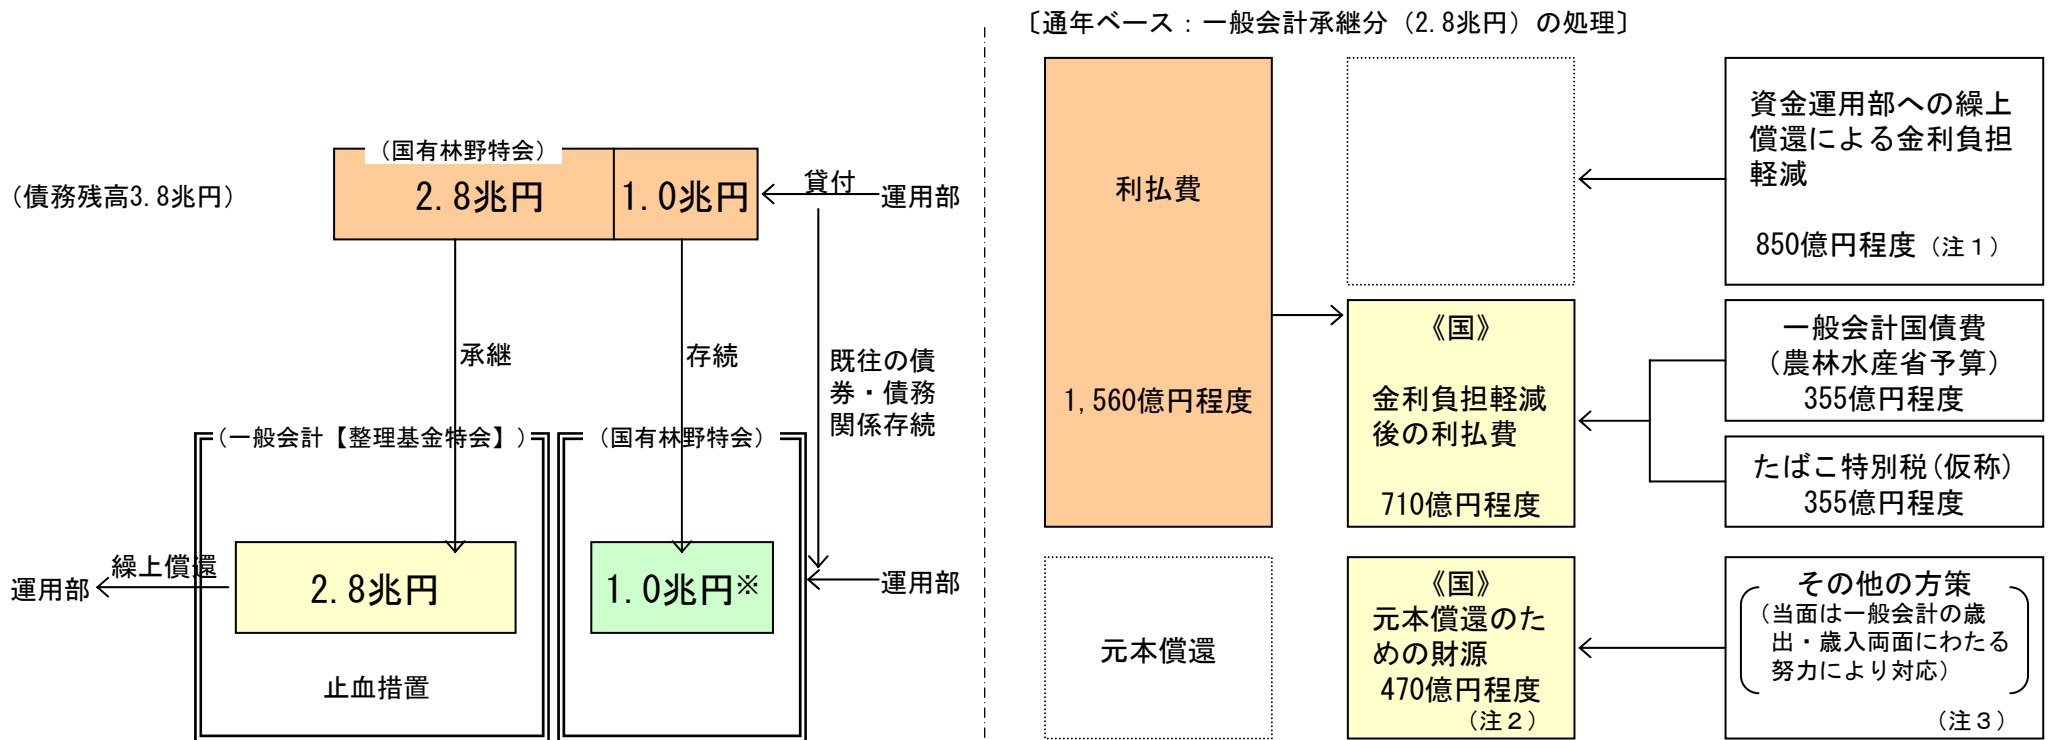 （国有林野特会）
（債務残高3.8兆円）
2.8兆円
1.0兆円
貸付
運用部
承継
存続
既往の債
券・債務
関係存続
（一般会計【整理基金特会】）
（国有林野特会）
運用部
繰上償還
2.8兆円
1.0兆円※
運用部
止血措置
〔通年ベース：一般会計承継分（2.8兆円）の処理〕
利払費
1,560億円程度
資金運用部への繰上
償還による金利負担
軽減
850億円程度（注１）
《国》
金利負担軽減
後の利払費
710億円程度
一般会計国債費
（農林水産省予算）
355億円程度
たばこ特別税(仮称)
355億円程度
元本償還
《国》
元本償還のた
めの財源
470億円程度
（注２）
その他の方策
（当面は一般会計の歳
出・歳入両面にわたる
努力により対応）
（注３）